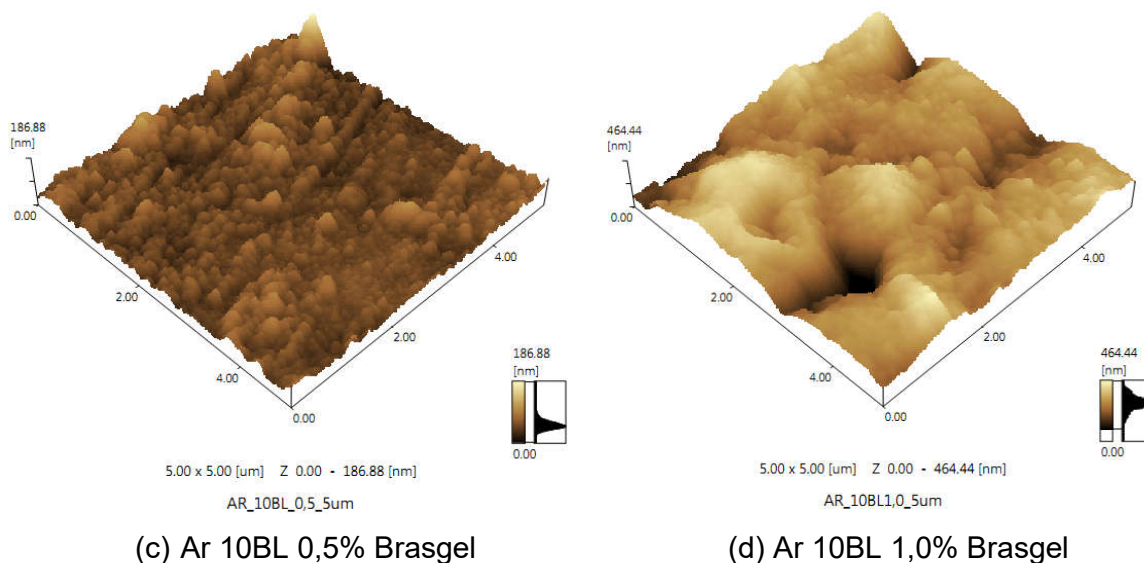 186.88
[nm]
0.00
2.00
4.00
0.00
2.00
4.00
186.88
[nm]
0.00
5.00 x 5.00 [um] Z 0.00 - 186.88 [nm]
AR_10BL_0,5_5um
(c) Ar 10BL 0,5% Brasgel
464.44
[nm]
0.00
2.00
4.00
0.00
2.00
4.00
464.44
[nm]
0.00
5.00 x 5.00 [um] Z 0.00 - 464.44 [nm]
AR_10BL1,0_5um
(d) Ar 10BL 1,0% Brasgel